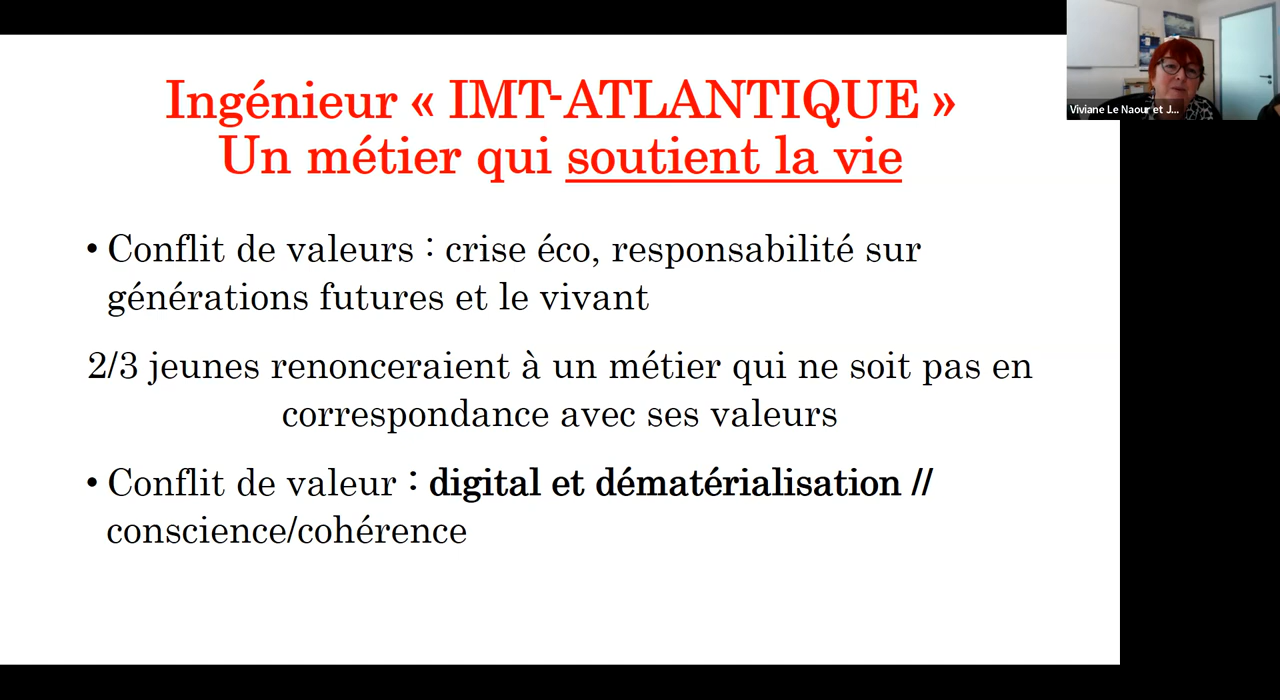 Ingénieur « IMT-ATLANTIQUE »
Un métier qui soutient la vie
• Conflit de valeurs : crise éco, responsabilité sur
générations futures et le vivant
2/3 jeunes renonceraient à un métier qui ne soit pas en
correspondance avec ses valeurs
• Conflit de valeur : digital et dématérialisation //
conscience/cohérence
Viviane Le Naour et J...